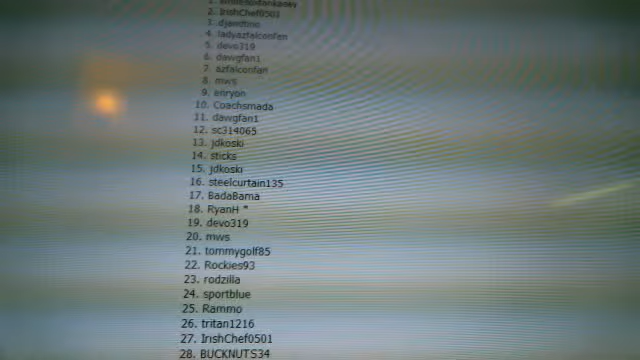 2. IrishChef0501
3. djandtino
4. ladyazfalconfan
5. devo319
6. dawgfan1
7. azfalconfan
8. mws
9. enryon
10. Coachsmada
11. dawgfan1
12. sc314065
13. jdkoski
14. sticks
15. jdkoski
16. steelcurtain135
17. BadaBama
18. RyanH *
19. devo319
20. mws
21. tommygolf85
22. Rockies93
23. rodzilla
24. sportblue
25. Rammo
26. tritan1216
27. IrishChef0501
28. BUCKNUTS34